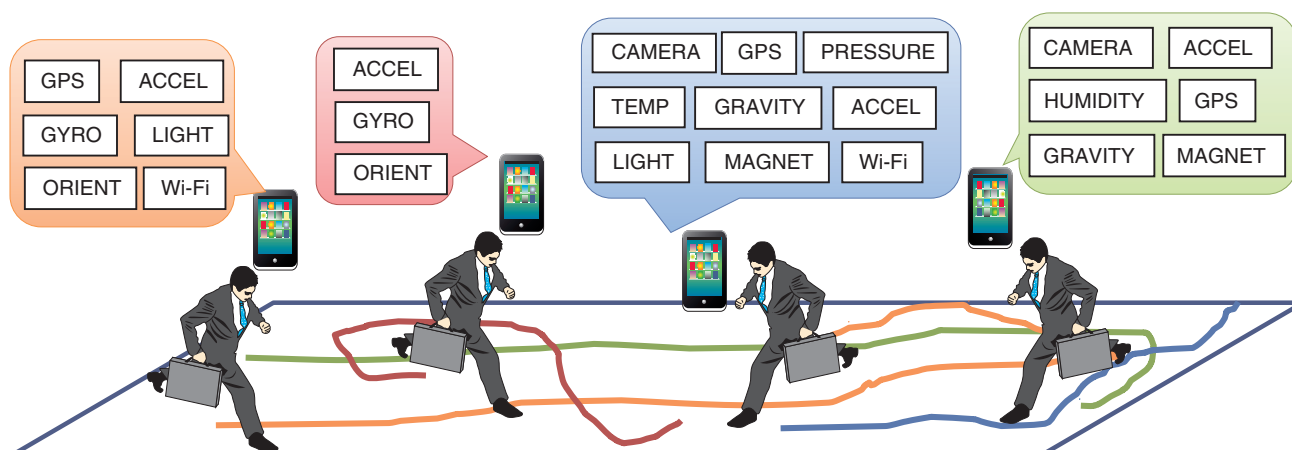 GPS ACCEL
GYRO LIGHT
ORIENT Wi-Fi
ACCEL
GYRO
ORIENT
CAMERA GPS PRESSURE
TEMP GRAVITY ACCEL
LIGHT MAGNET Wi-Fi
CAMERA ACCEL
HUMIDITY GPS
GRAVITY MAGNET